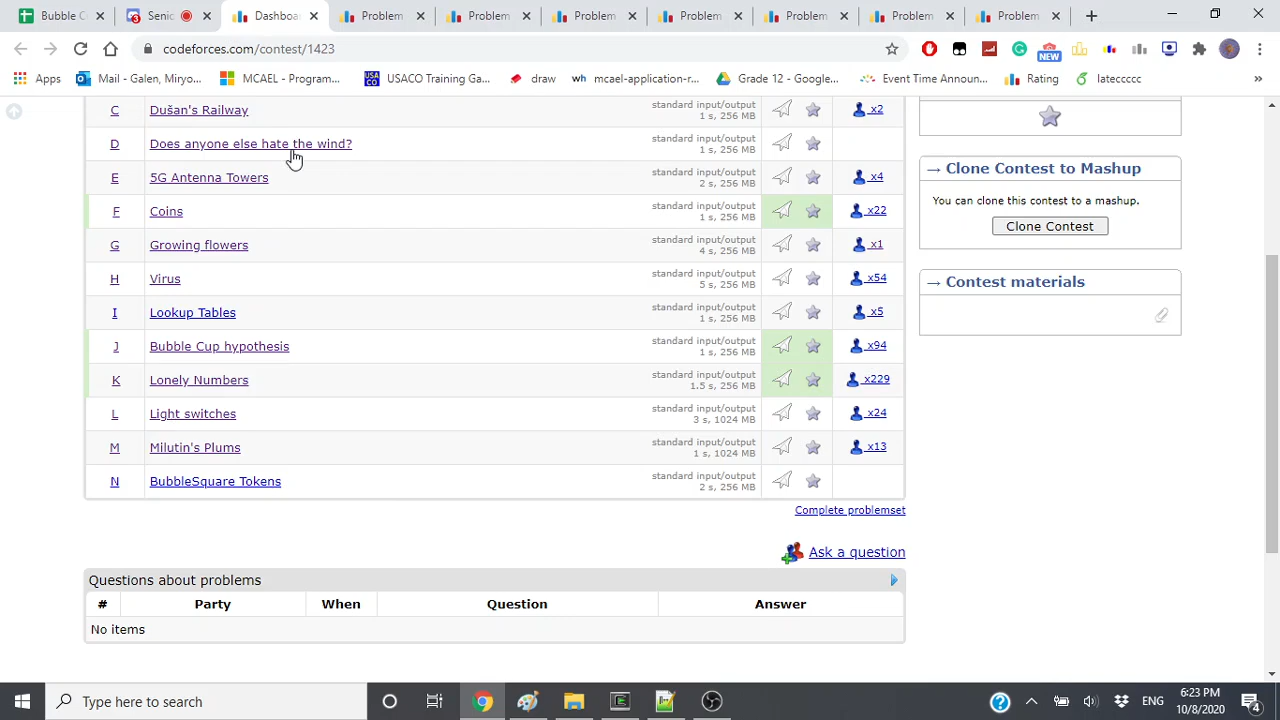 Bubble C
Senic
Dashboa
Problem
Problem
Problem
Problem
Problem
Problem
Problem
codeforces.com/contest/1423
NEW
Apps
Mail - Galen, Miryo...
MCAEL - Program...
USACO Training Ga...
draw
wh mcael-application-r...
Grade 12 - Google...
Event Time Announ...
Rating
lateccccc
»
C Dušan's Railway standard input/output x2
1 s, 256 MB
D Does anyone else hate the wind? standard input/output
1 s, 256 MB
E 5G Antenna Towers standard input/output x4
2 s, 256 MB
F Coins standard input/output x22
1 s, 256 MB
G Growing flowers standard input/output x1
4 s, 256 MB
H Virus standard input/output x54
5 s, 256 MB
I Lookup Tables standard input/output x5
1 s, 256 MB
J Bubble Cup hypothesis standard input/output x94
1 s, 256 MB
K Lonely Numbers standard input/output x229
1.5 s, 256 MB
L Light switches standard input/output x24
3 s, 1024 MB
M Milutin's Plums standard input/output x13
1 s, 1024 MB
N BubbleSquare Tokens standard input/output
2 s, 256 MB
Complete problemset
Ask a question
Questions about problems
# Party When Question Answer
No items
→ Clone Contest to Mashup
You can clone this contest to a mashup.
Clone Contest
→ Contest materials
Type here to search
ENG
6:23 PM
10/8/2020
4